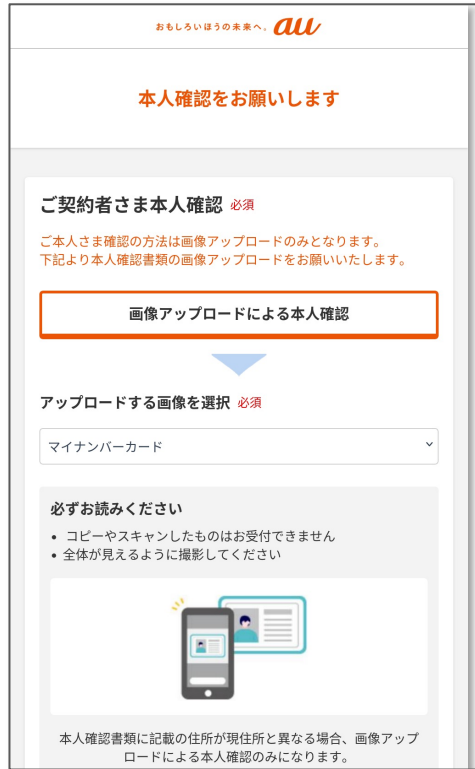 おもしろいほうの未来へ。 au
本人確認をお願いします
ご契約者さま本人確認 必須
ご本人さま確認の方法は画像アップロードのみとなります。
下記より本人確認書類の画像アップロードをお願いいたします。
画像アップロードによる本人確認
アップロードする画像を選択 必須
マイナンバーカード
必ずお読みください
• コピーやスキャンしたものはお受付できません
• 全体が見えるように撮影してください
本人確認書類に記載の住所が現住所と異なる場合、画像アップ
ロードによる本人確認のみになります。